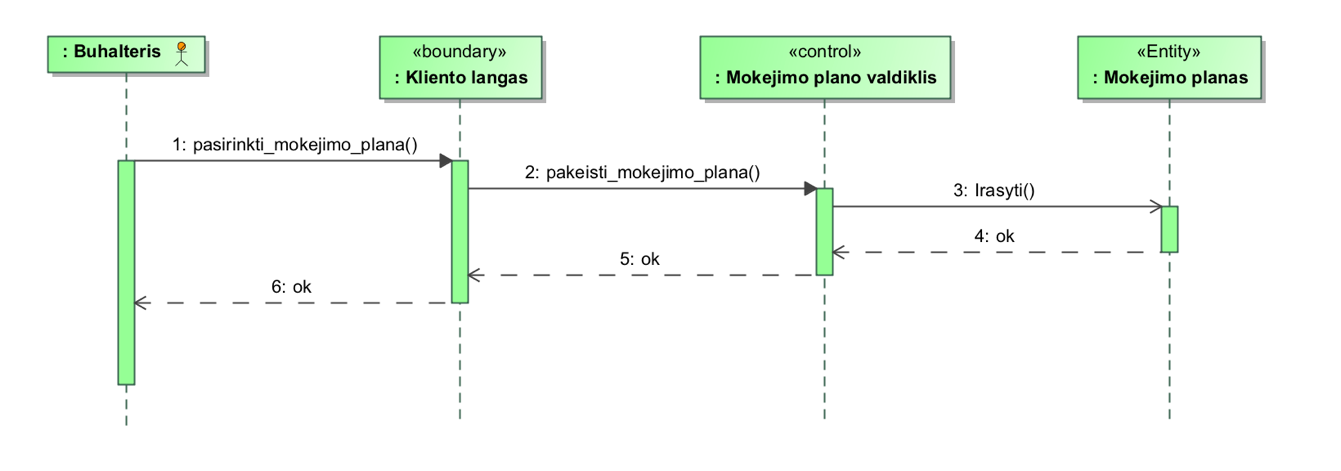 : Buhalteris
«boundary»
: Kliento langas
«control»
: Mokejimo plano valdiklis
«Entity»
: Mokejimo planas
1: pasirinkti_mokejimo_plana()
2: pakeisti_mokejimo_plana()
3: Irasyti()
4: ok
5: ok
6: ok